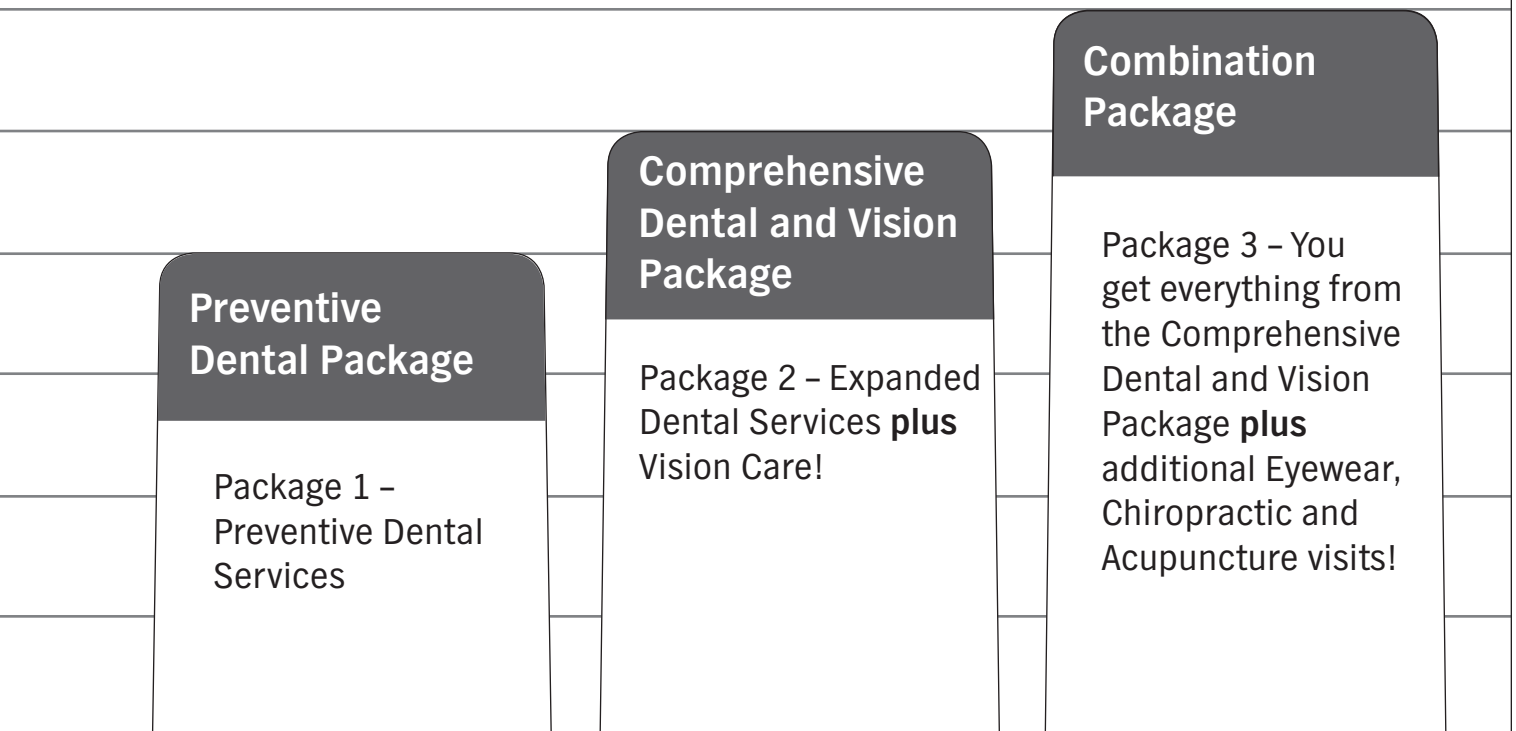 Preventive
Dental Package
Package 1 –
Preventive Dental
Services
Comprehensive
Dental and Vision
Package
Package 2 – Expanded
Dental Services plus
Vision Care!
Combination
Package
Package 3 – You
get everything from
the Comprehensive
Dental and Vision
Package plus
additional Eyewear,
Chiropractic and
Acupuncture visits!